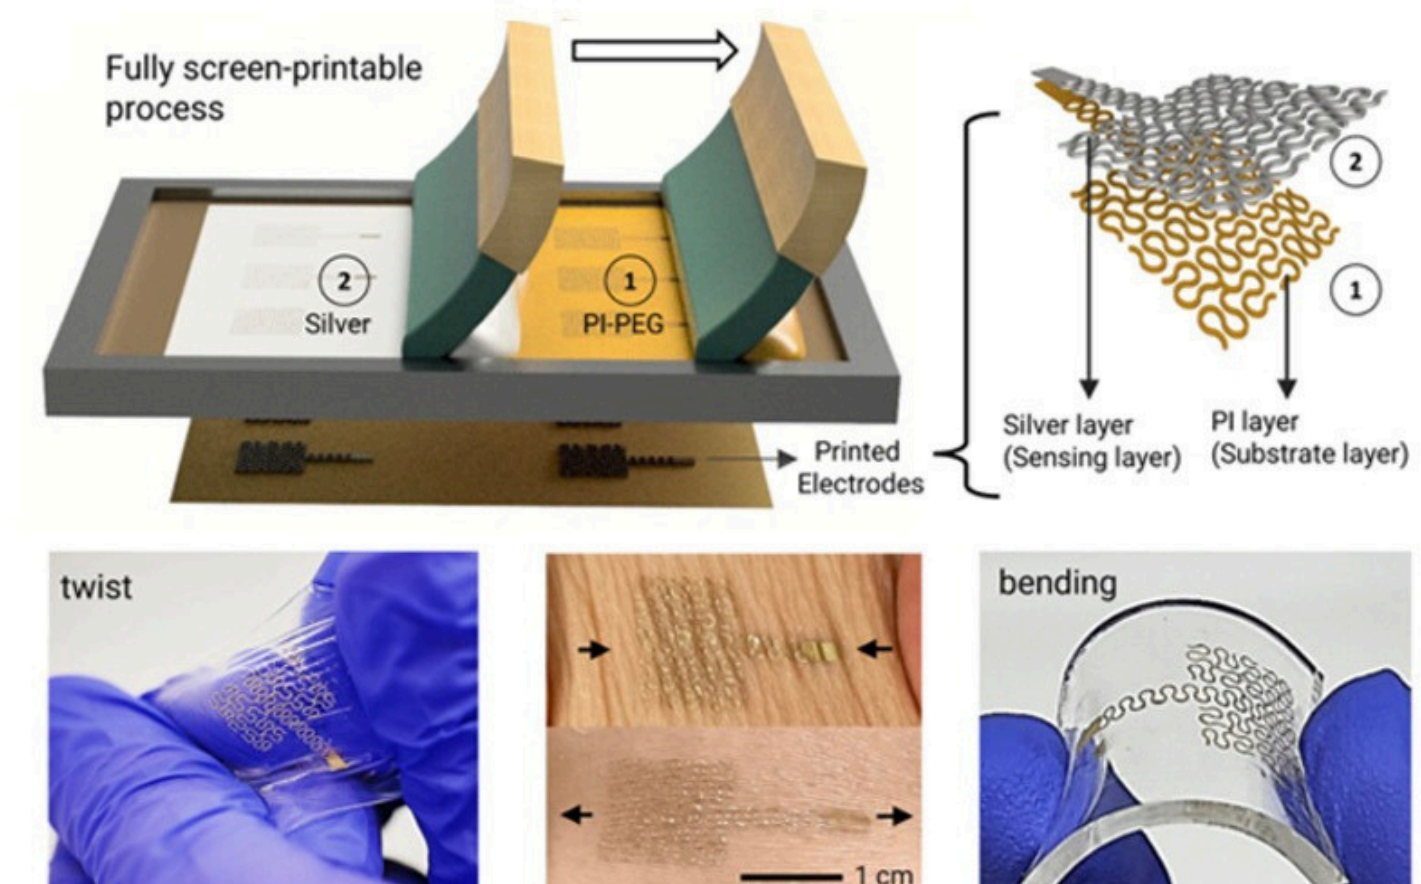 Fully screen-printable
process
2
Silver
1
PI-PEG
Printed
Electrodes
2
1
Silver layer
(Sensing layer)
PI layer
(Substrate layer)
twist
bending
1 cm